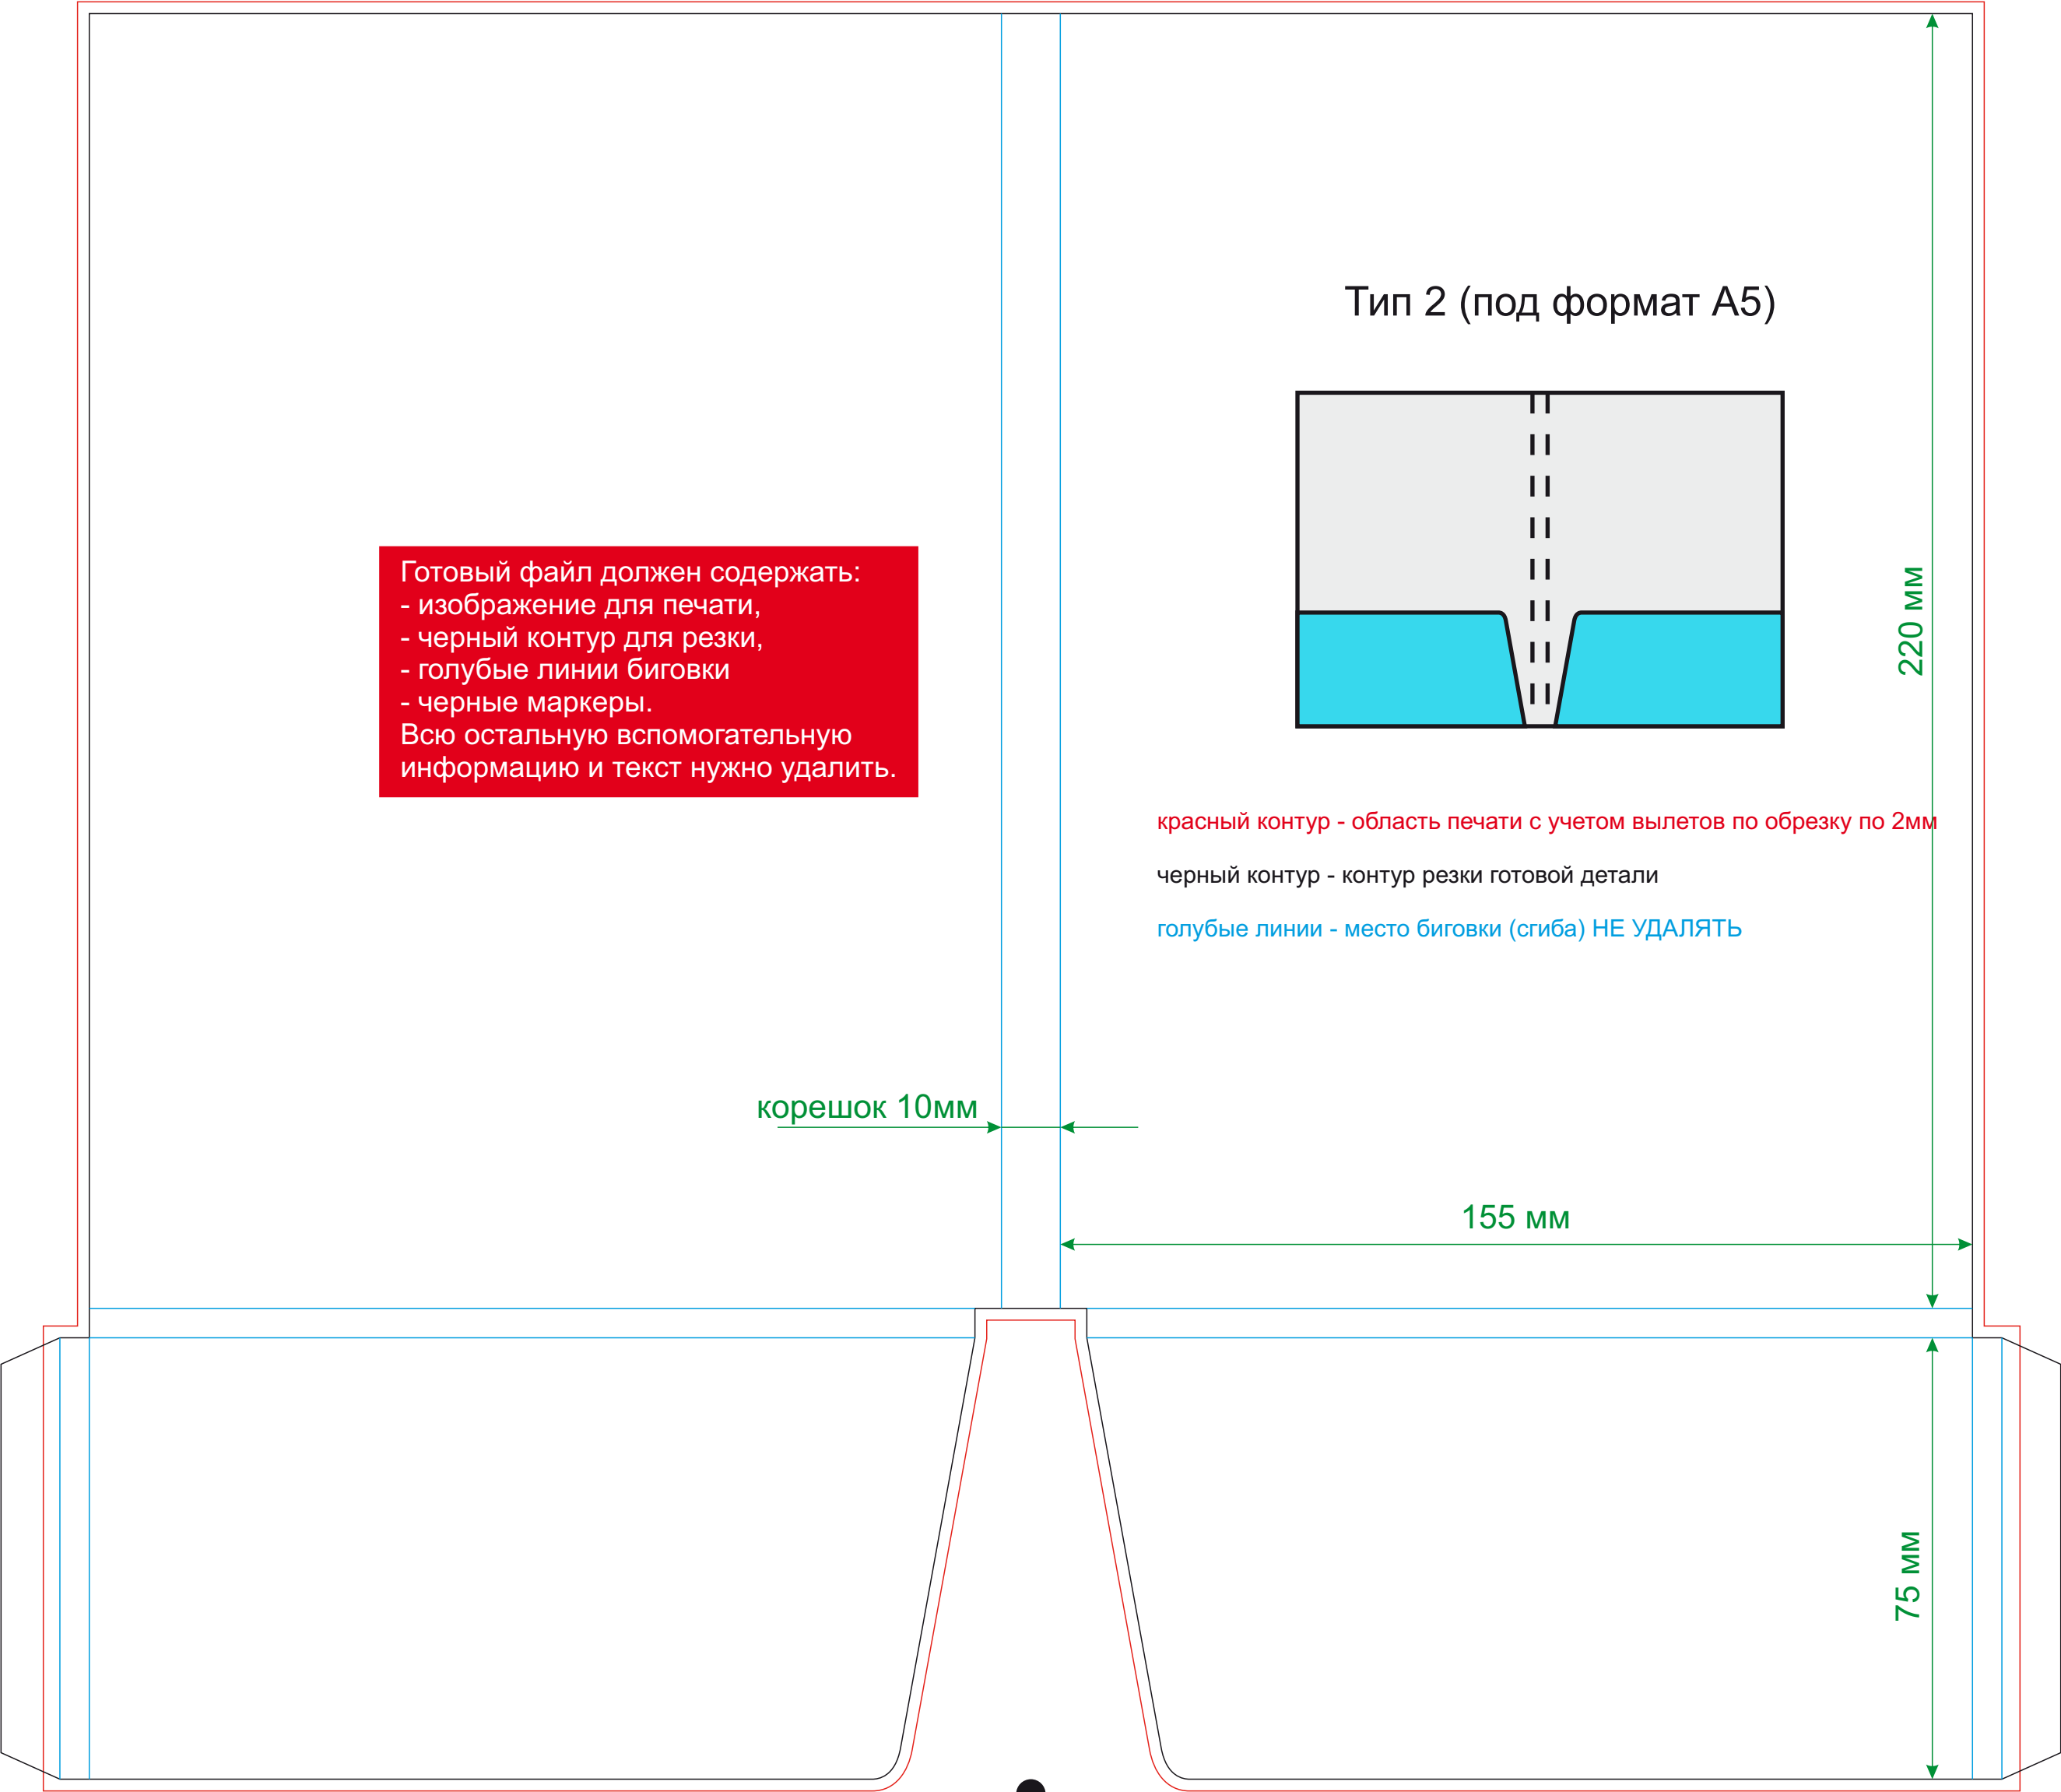 Тип 2 (под формат А5)
Готовый файл должен содержать:
- изображение для печати,
- черный контур для резки,
- голубые линии биговки
- черные маркеры.
Всю остальную вспомогательную
информацию и текст нужно удалить.
220 мм
красный контур - область печати с учетом вылетов по обрезку по 2мм
черный контур - контур резки готовой детали
голубые линии - место биговки (сгиба) НЕ УДАЛЯТЬ
корешок 10мм
155 мм
75 мм